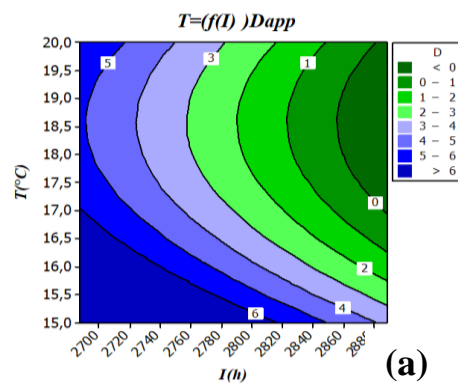 T=(f(I) )Dapp
20,0
19,5
19,0
18,5
18,0
17,5
17,0
16,5
16,0
15,5
15,0
T(°C)
5
3
1
0
2
4
6
2700
2720
2740
2760
2780
2800
2820
2840
2860
I(h)
D
< 0
0 – 1
1 – 2
2 – 3
3 – 4
4 – 5
5 – 6
> 6
(a)